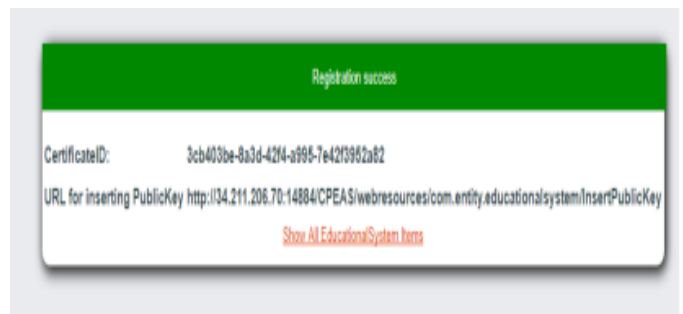 Registration success
CertificateID: 3cb403be-8a3d-42f4-a995-7e42f3952a82
URL for inserting PublicKey http://34.211.206.70:14884/CPEAS/webresources/com.entity.educationalsystem/InsertPublicKey
Show All EducationalSystem Items